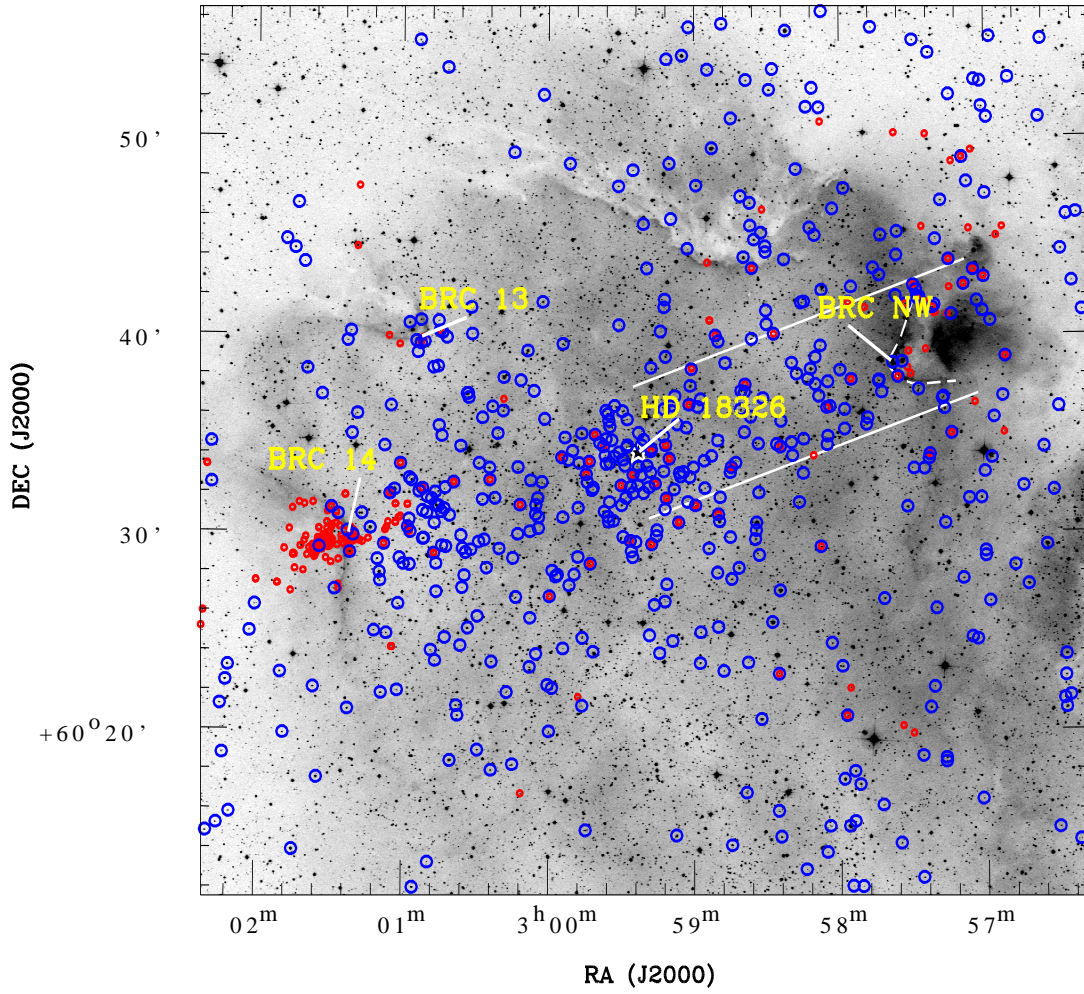 50'
BRC 13
BRC NW
40'
HD 18326
BRC 14
30'
+60° 20'
DEC (J2000)
02ᵐ 01ᵐ 3ʰ00ᵐ 59ᵐ 58ᵐ 57ᵐ
RA (J2000)